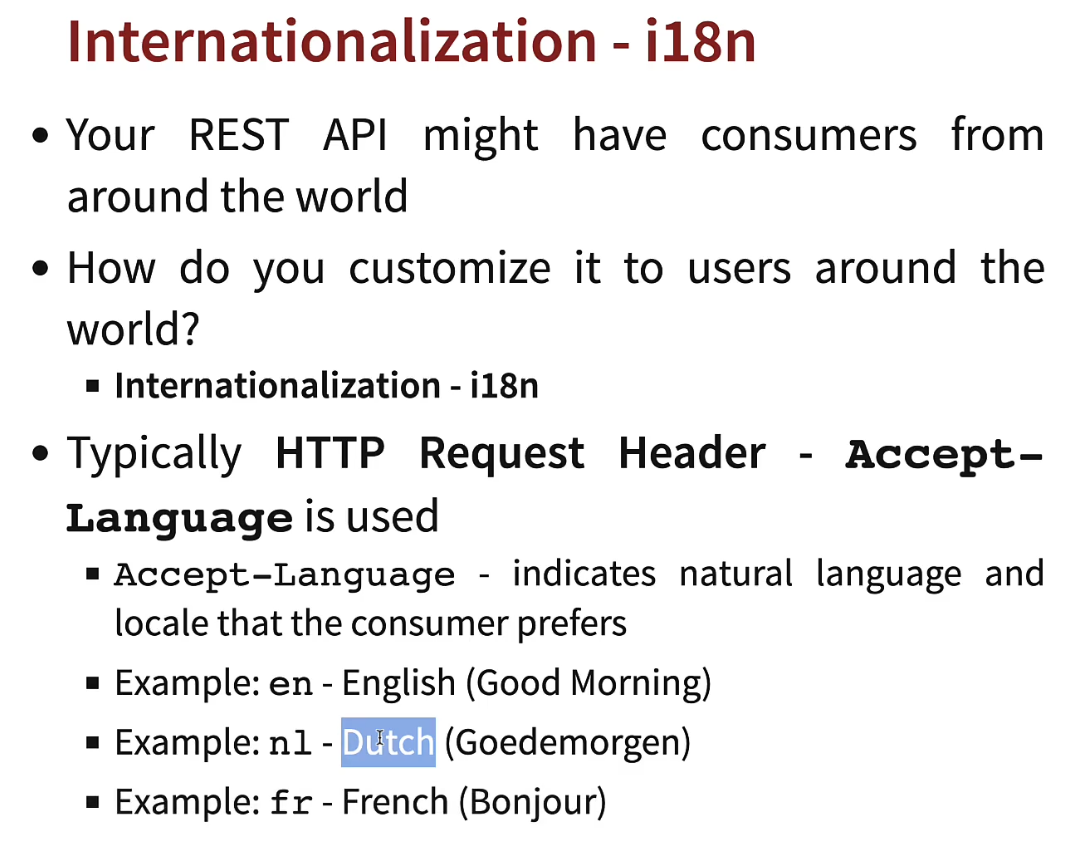 Internationalization - i18n
• Your REST API might have consumers from
around the world
• How do you customize it to users around the
world?
▪ Internationalization - i18n
• Typically HTTP Request Header - Accept-
Language is used
▪ Accept-Language - indicates natural language and
locale that the consumer prefers
▪ Example: en - English (Good Morning)
▪ Example: nl - Dutch (Goedemorgen)
▪ Example: fr - French (Bonjour)